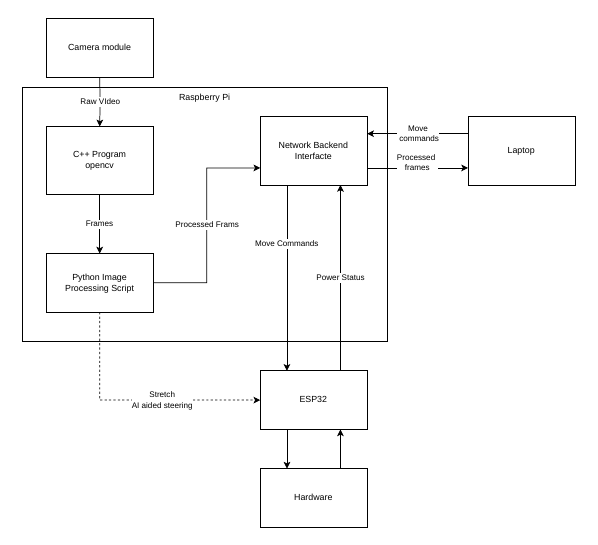 Camera module
Raw VIdeo
Raspberry Pi
C++ Program
opencv
Network Backend
Interfacte
Move
commands
Laptop
Processed
frames
Frames
Processed Frams
Move Commands
Python Image
Processing Script
Power Status
Stretch
AI aided steering
ESP32
Hardware